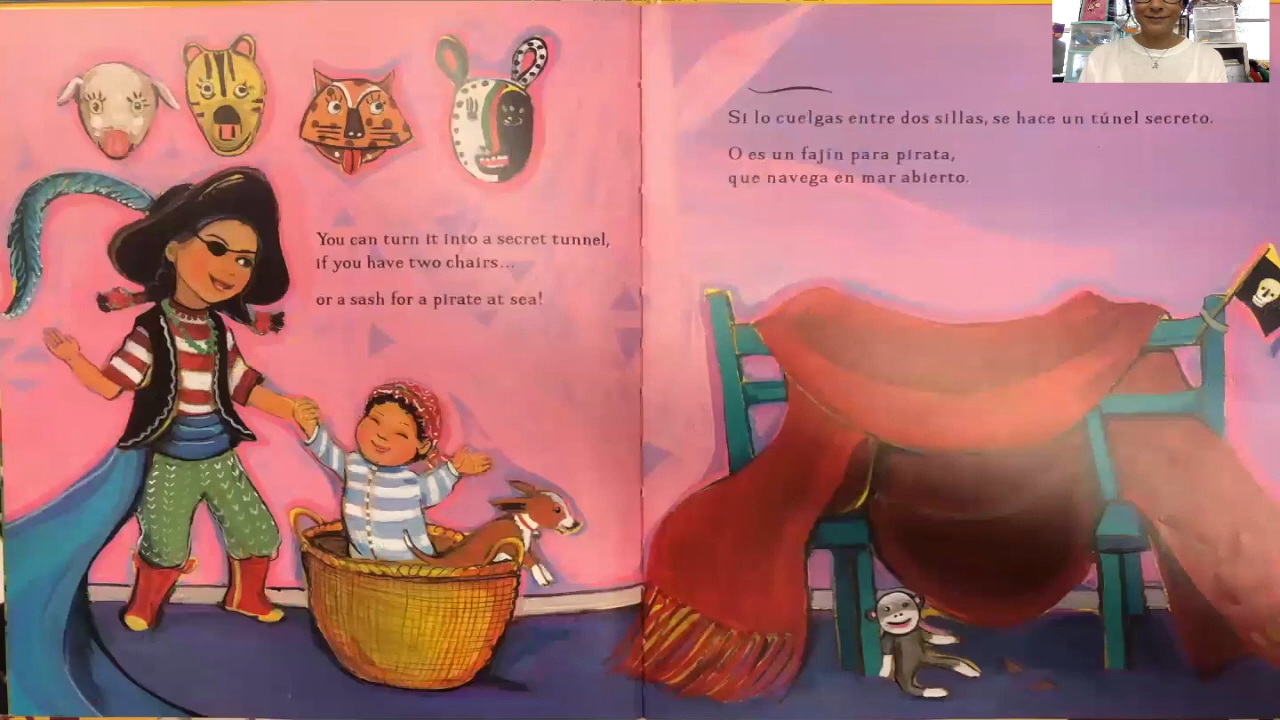 You can turn it into a secret tunnel,
if you have two chairs...
or a sash for a pirate at sea!
Si lo cuelgas entre dos sillas, se hace un túnel secreto.
O es un fajín para pirata,
que navega en mar abierto.